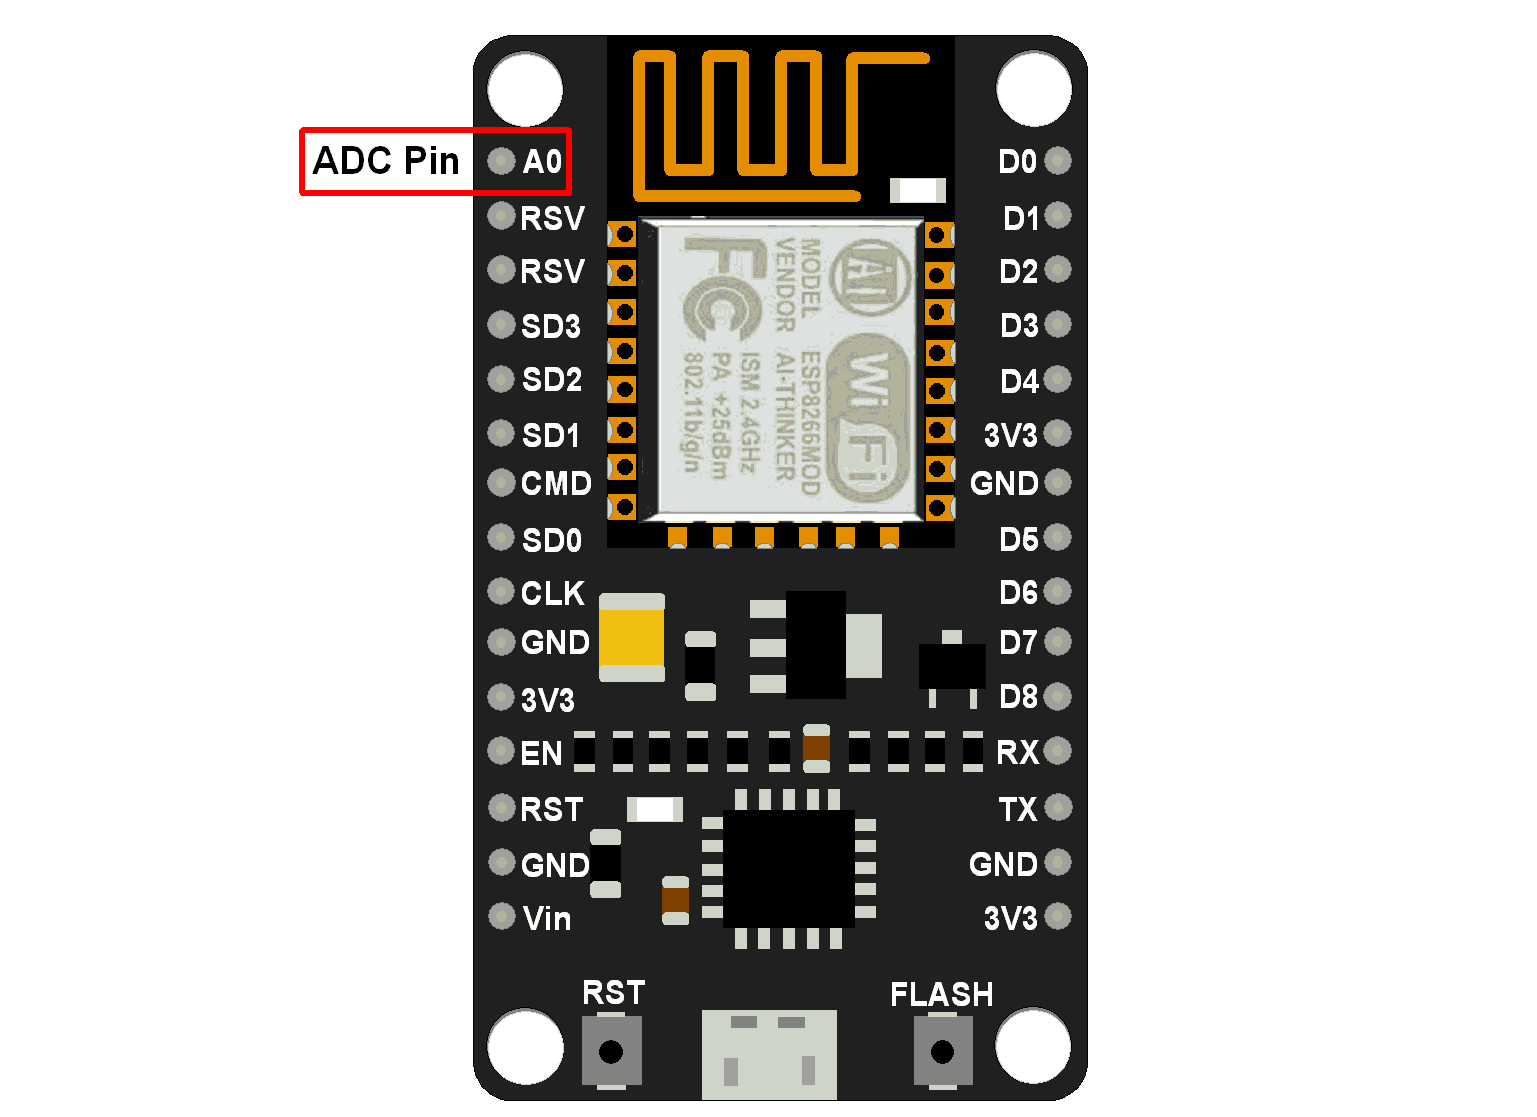 ADC Pin
A0
RSV
RSV
SD3
SD2
SD1
CMD
SD0
CLK
GND
3V3
EN
RST
GND
Vin
D0
D1
D2
D3
D4
3V3
GND
D5
D6
D7
D8
RX
TX
GND
3V3
MODEL ESP8266MOD
VENDOR AI-THINKER
ISM 2.4GHz
PA +25dBm
802.11b/g/n
FC
AI
WiFi
RST
FLASH